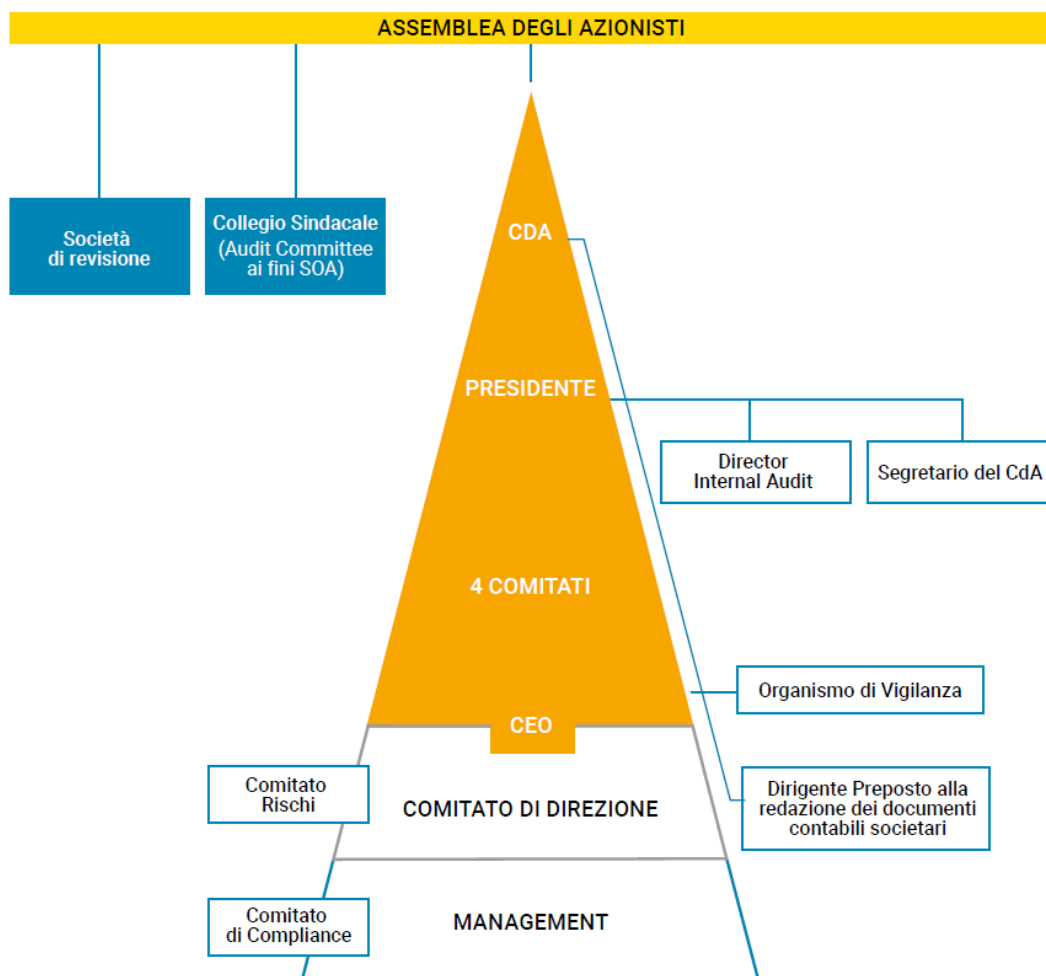 ASSEMBLEA DEGLI AZIONISTI
Società
di revisione
Collegio Sindacale
(Audit Committee
ai fini SOA)
CDA
PRESIDENTE
Director
Internal Audit
Segretario del CdA
4 COMITATI
Organismo di Vigilanza
CEO
Comitato
Rischi
COMITATO DI DIREZIONE
Dirigente Preposto alla
redazione dei documenti
contabili societari
Comitato
di Compliance
MANAGEMENT